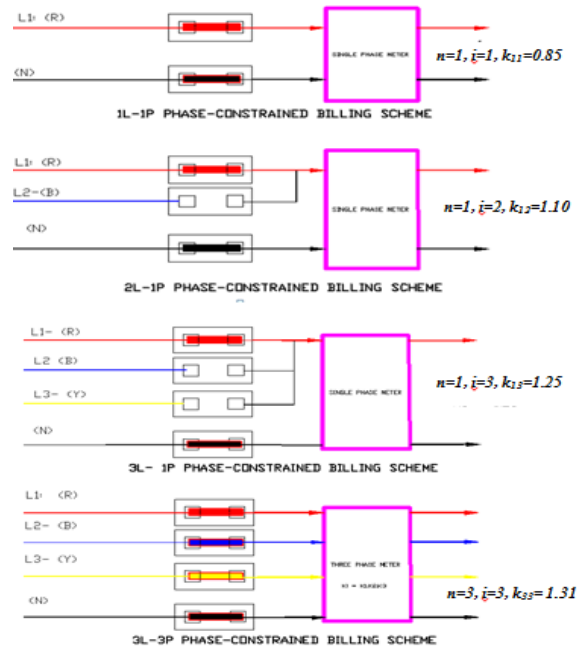 L1: (R)
SINGLE PHASE METER
n=1, i=1, k11=0.85
(N)
1L-1P PHASE-CONSTRAINED BILLING SCHEME
L1: (R)
L2-(B)
SINGLE PHASE METER
n=1, i=2, k12=1.10
(N)
2L-1P PHASE-CONSTRAINED BILLING SCHEME
L1- (R)
L2 (B)
L3- (Y)
SINGLE PHASE METER
n=1, i=3, k13=1.25
(N)
3L- 1P PHASE-CONSTRAINED BILLING SCHEME
L1: (R)
L2- (B)
L3- (Y)
THREE PHASE METER
n=3, i=3, k33=1.31
(N)
3L-3P PHASE-CONSTRAINED BILLING SCHEME